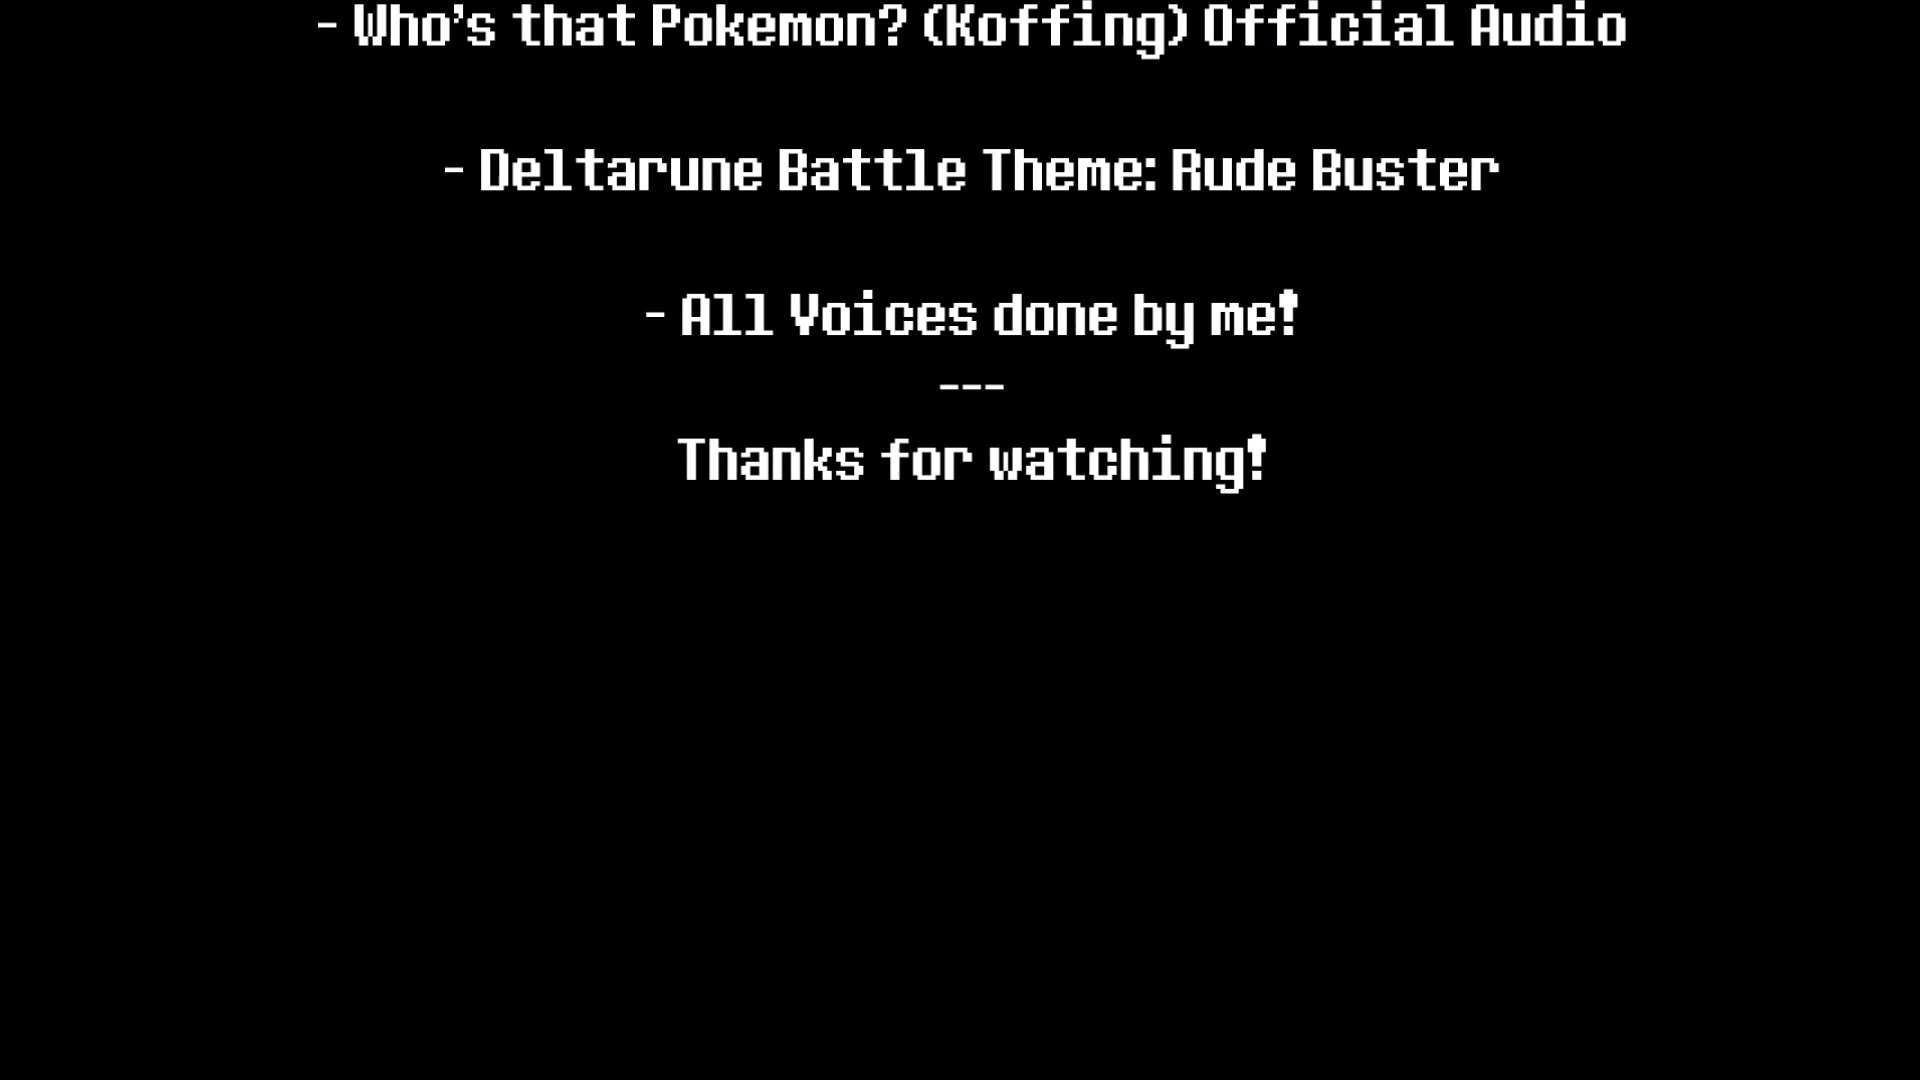 - Who's that Pokemon? (Koffing) Official Audio
- Deltarune Battle Theme: Rude Buster
- All Voices done by me!
---
Thanks for watching!